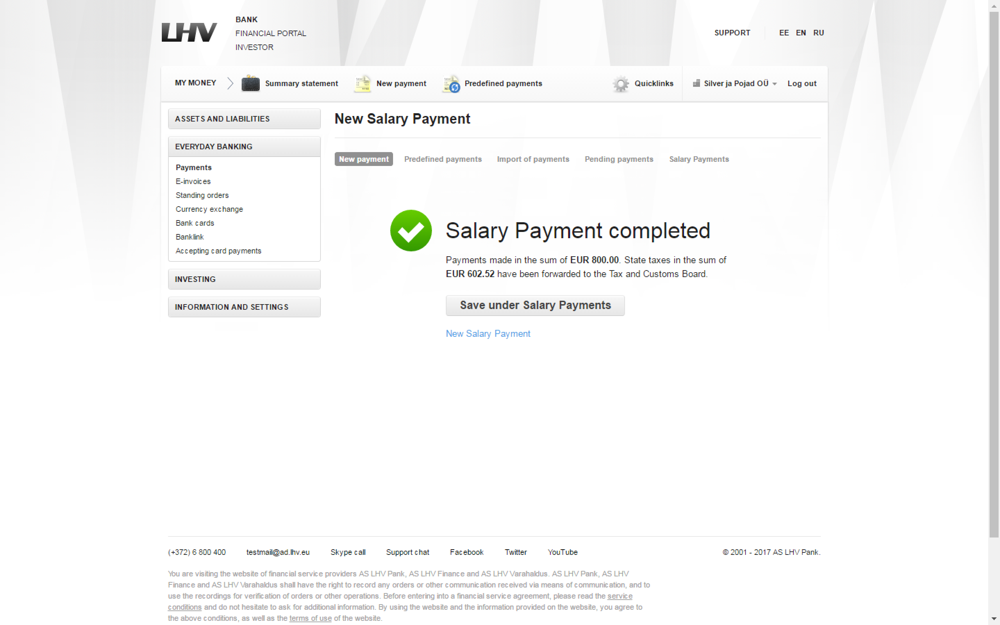 LHV
BANK
FINANCIAL PORTAL
INVESTOR
SUPPORT
EE EN RU
MY MONEY
Summary statement
New payment
Predefined payments
Quicklinks
Silver ja Pojad OÜ
Log out
ASSETS AND LIABILITIES
EVERYDAY BANKING
Payments
E-invoices
Standing orders
Currency exchange
Bank cards
Banklink
Accepting card payments
INVESTING
INFORMATION AND SETTINGS
New Salary Payment
New payment Predefined payments Import of payments Pending payments Salary Payments
Salary Payment completed
Payments made in the sum of EUR 800.00. State taxes in the sum of
EUR 602.52 have been forwarded to the Tax and Customs Board.
Save under Salary Payments
New Salary Payment
(+372) 6 800 400 testmail@ad.lhv.eu Skype call Support chat Facebook Twitter YouTube © 2001 - 2017 AS LHV Pank.
You are visiting the website of financial service providers AS LHV Pank, AS LHV Finance and AS LHV Varahaldus. AS LHV Pank, AS LHV
Finance and AS LHV Varahaldus shall have the right to record any orders or other communication received via means of communication, and to
use the recordings for verification of orders or other operations. Before entering into a financial service agreement, please read the service
conditions and do not hesitate to ask for additional information. By using the website and the information provided on the website, you agree to
the above conditions, as well as the terms of use of the website.